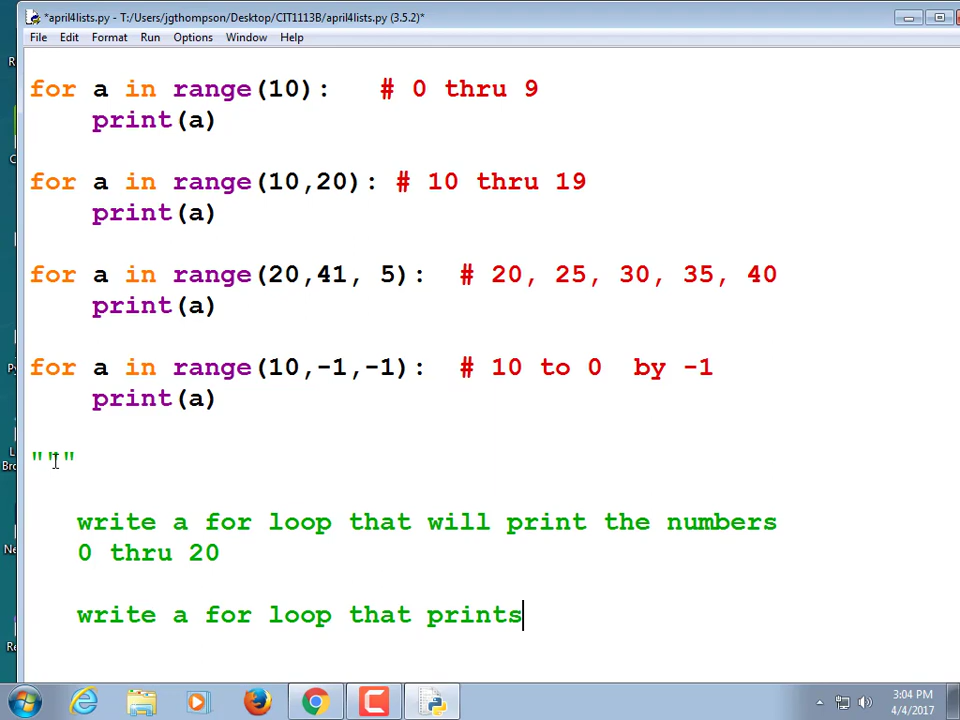 *april4lists.py - T:/Users/jgthompson/Desktop/CIT1113B/april4lists.py (3.5.2)*
File Edit Format Run Options Window Help
for a in range(10):   # 0 thru 9
    print(a)
for a in range(10,20): # 10 thru 19
    print(a)
for a in range(20,41, 5):  # 20, 25, 30, 35, 40
    print(a)
for a in range(10,-1,-1):  # 10 to 0  by -1
    print(a)
"""
   write a for loop that will print the numbers
   0 thru 20
   write a for loop that prints
3:04 PM
4/4/2017